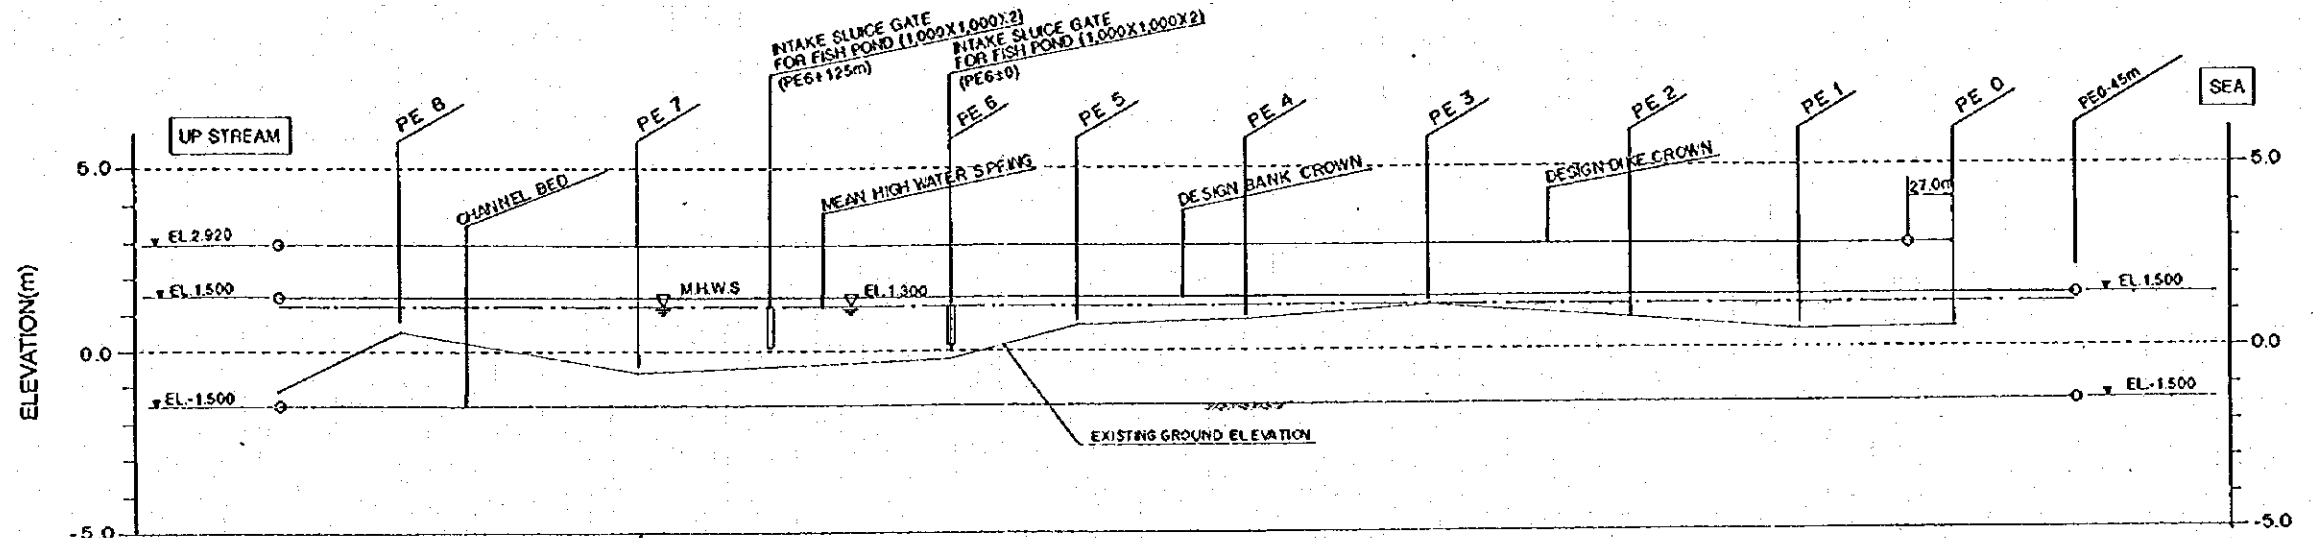 INTAKE SLUICE GATE
FOR FISH POND (1,000X1,000X2)
(PE6+125m)
INTAKE SLUICE GATE
FOR FISH POND (1,000X1,000X2)
(PE6±0)
UP STREAM
PE 8
PE 7
PE 6
PE 5
PE 4
PE 3
PE 2
PE 1
PE 0
PE0-45m
SEA
5.0
5.0
CHANNEL BED
MEAN HIGH WATER SPRING
DESIGN BANK CROWN
DESIGN DIKE CROWN
27.0m
EL.2.920
EL.1.500
M.H.W.S
EL.1.300
EL.1.500
ELEVATION(m)
0.0
0.0
EL.-1.500
EL.-1.500
EXISTING GROUND ELEVATION
-5.0
-5.0